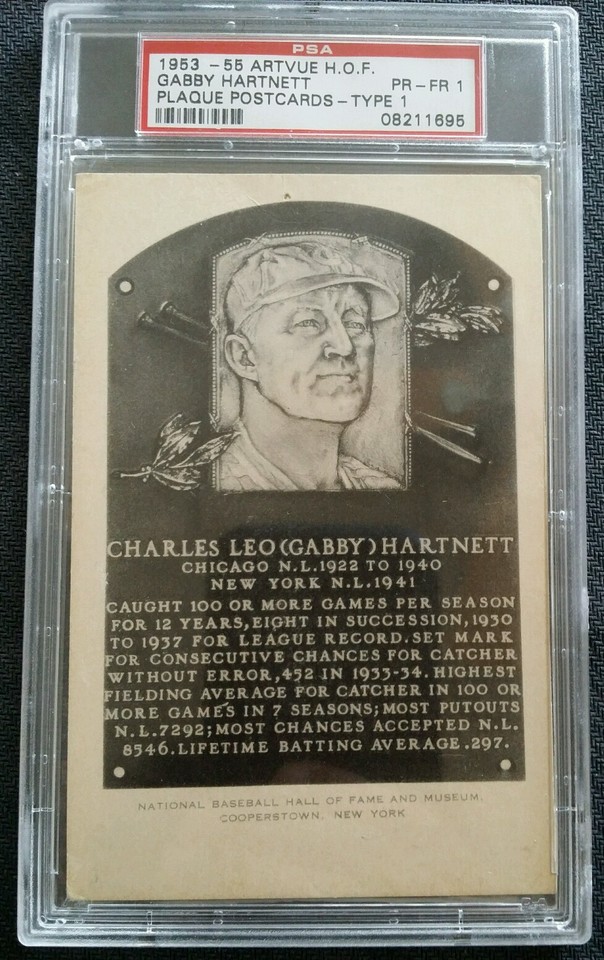 PSA
1953 - 55 ARTVUE H.O.F.
GABBY HARTNETT PR - FR 1
PLAQUE POSTCARDS - TYPE 1
08211695
CHARLES LEO (GABBY) HARTNETT
CHICAGO N.L. 1922 TO 1940
NEW YORK N.L. 1941
CAUGHT 100 OR MORE GAMES PER SEASON
FOR 12 YEARS, EIGHT IN SUCCESSION, 1930
TO 1937 FOR LEAGUE RECORD. SET MARK
FOR CONSECUTIVE CHANCES FOR CATCHER
WITHOUT ERROR, 452 IN 1933-34. HIGHEST
FIELDING AVERAGE FOR CATCHER IN 100 OR
MORE GAMES IN 7 SEASONS; MOST PUTOUTS
N.L. 7292; MOST CHANCES ACCEPTED N.L.
8546. LIFETIME BATTING AVERAGE .297.
NATIONAL BASEBALL HALL OF FAME AND MUSEUM,
COOPERSTOWN, NEW YORK